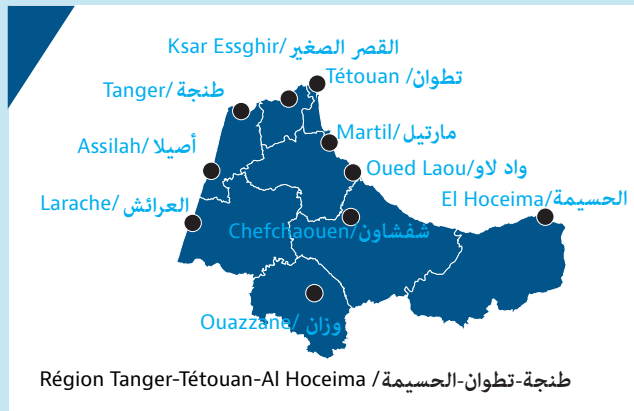 Ksar Essghir/القصر الصغير
Tétouan /تطوان
Tanger/طنجة
Martil/مارتيل
Assilah/أصيلا
Oued Laou/واد لاو
El Hoceima/الحسيمة
Larache/العرائش
Chefchaouen/شفشاون
Ouazzane/وزان
Région Tanger-Tétouan-Al Hoceima /طنجة-تطوان-الحسيمة